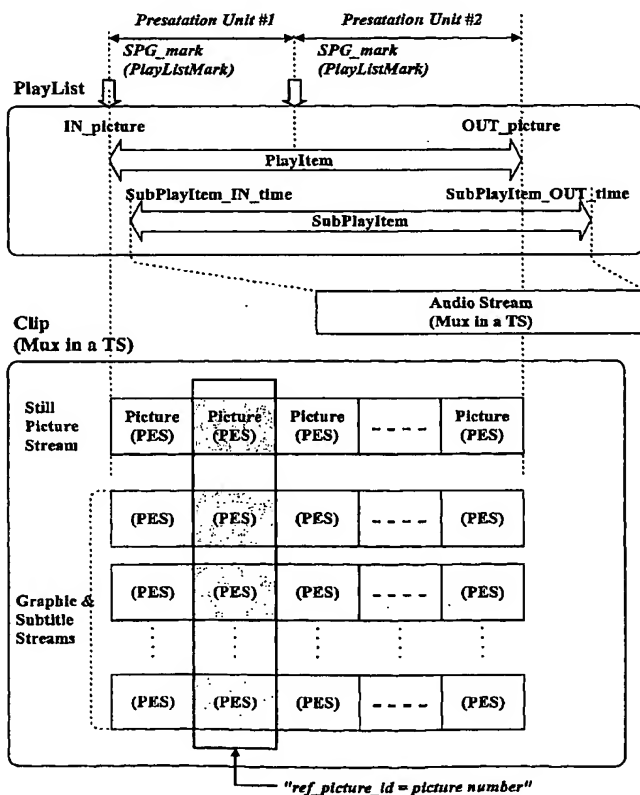 Presatation Unit #1 Presatation Unit #2
SPG_mark SPG_mark
(PlayListMark) (PlayListMark)
PlayList
IN_picture OUT_picture
PlayItem
SubPlayItem_IN_time SubPlayItem_OUT_time
SubPlayItem
Audio Stream
(Mux in a TS)
Clip
(Mux in a TS)
Still
Picture
Stream
Picture Picture Picture Picture
(PES) (PES) (PES) (PES)
(PES) (PES) (PES) (PES)
(PES) (PES) (PES) (PES)
Graphic &
Subtitle
Streams
(PES) (PES) (PES) (PES)
"ref_picture_id = picture number"